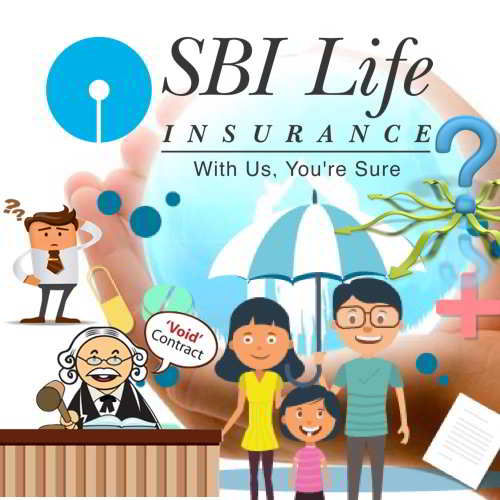 SBI Life
INSURANCE
With Us, You're Sure
??
?
'Void'
Contract